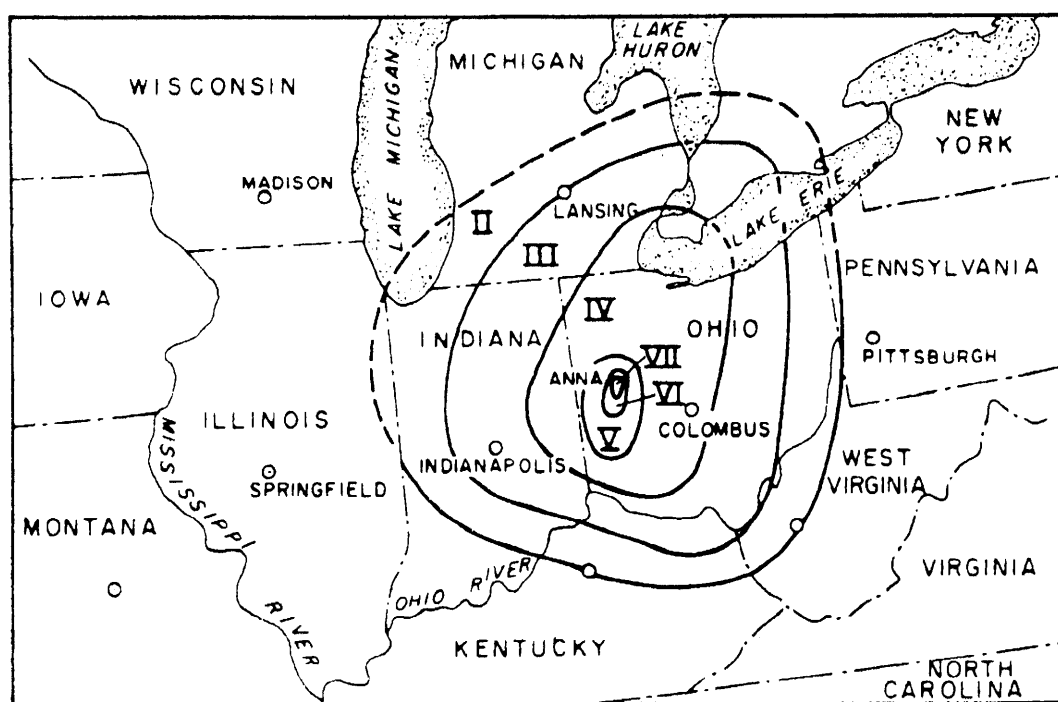 LAKE HURON
WISCONSIN
MICHIGAN
LAKE MICHIGAN
NEW YORK
MADISON
LANSING
LAKE ERIE
II
III
PENNSYLVANIA
IOWA
IV
INDIANA
OHIO
PITTSBURGH
VII
ANNA
VI
ILLINOIS
COLUMBUS
V
INDIANAPOLIS
WEST VIRGINIA
SPRINGFIELD
MISSISSIPPI RIVER
MONTANA
OHIO RIVER
VIRGINIA
KENTUCKY
NORTH CAROLINA